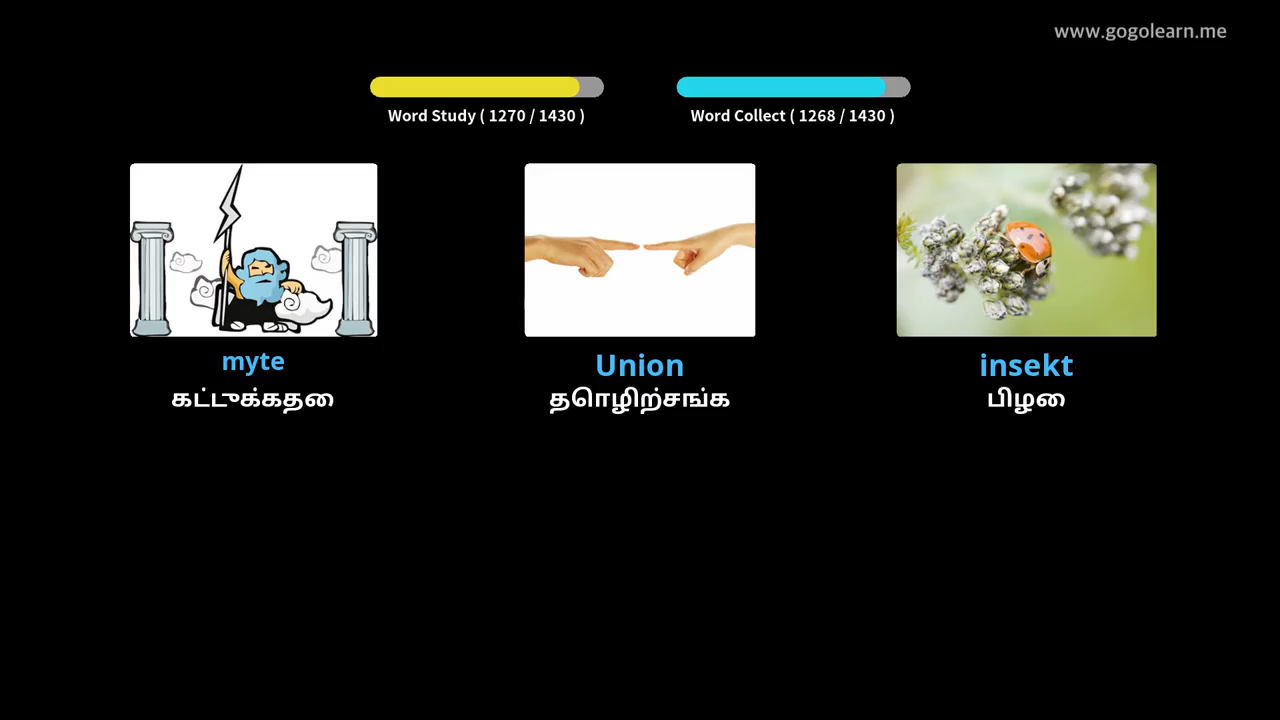 www.gogolearn.me
Word Study ( 1270 / 1430 )
Word Collect ( 1268 / 1430 )
myte
கட்டுக்கதை
Union
தொழிற்சங்க
insekt
பிழை